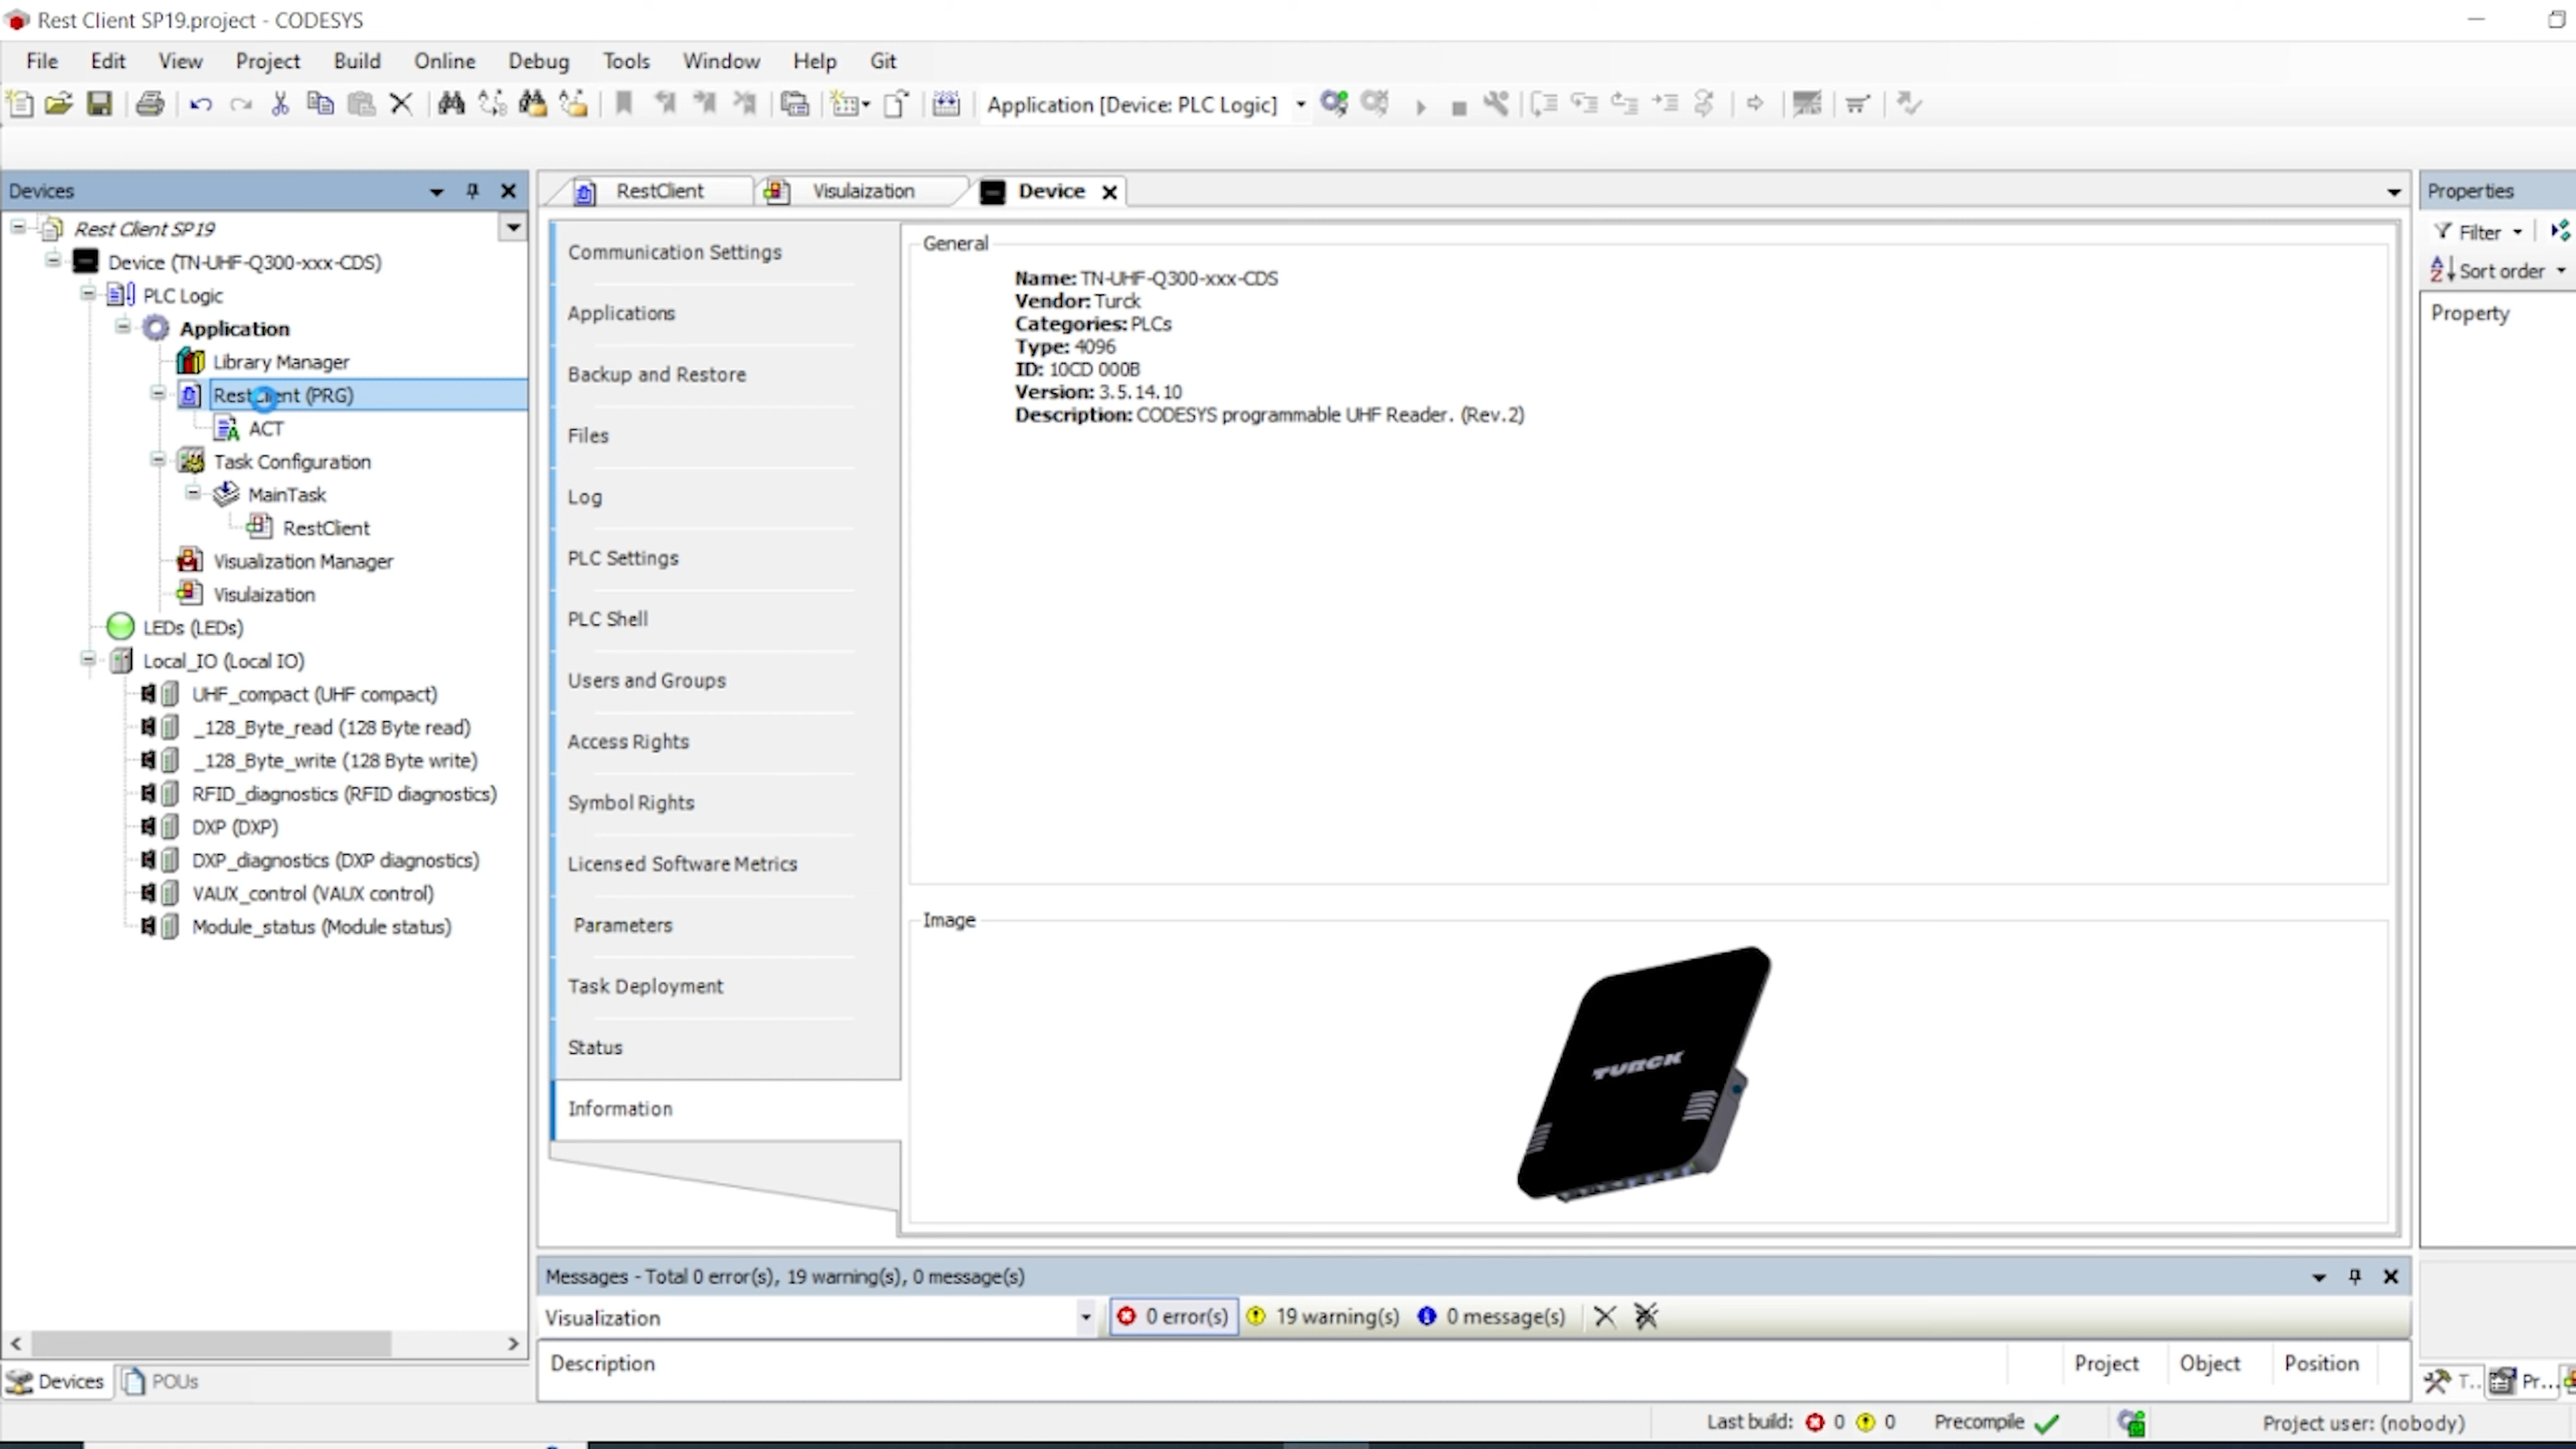 Rest Client SP19.project - CODESYS
File Edit View Project Build Online Debug Tools Window Help Git
Application [Device: PLC Logic]
Devices
Rest Client SP19
Device (TN-UHF-Q300-xxx-CDS)
PLC Logic
Application
Library Manager
RestClient (PRG)
ACT
Task Configuration
MainTask
RestClient
Visualization Manager
Visulaization
LEDs (LEDs)
Local_IO (Local IO)
UHF_compact (UHF compact)
_128_Byte_read (128 Byte read)
_128_Byte_write (128 Byte write)
RFID_diagnostics (RFID diagnostics)
DXP (DXP)
DXP_diagnostics (DXP diagnostics)
VAUX_control (VAUX control)
Module_status (Module status)
Devices POUs
RestClient Visulaization Device
Communication Settings
Applications
Backup and Restore
Files
Log
PLC Settings
PLC Shell
Users and Groups
Access Rights
Symbol Rights
Licensed Software Metrics
Parameters
Task Deployment
Status
Information
General
Name: TN-UHF-Q300-xxx-CDS
Vendor: Turck
Categories: PLCs
Type: 4096
ID: 10CD 000B
Version: 3.5.14.10
Description: CODESYS programmable UHF Reader. (Rev.2)
Image
TURCK
Messages - Total 0 error(s), 19 warning(s), 0 message(s)
Visualization 0 error(s) 19 warning(s) 0 message(s)
Description Project Object Position
Properties
Filter
Sort order
Property
T... Pr...
Last build: 0 0 Precompile Project user: (nobody)